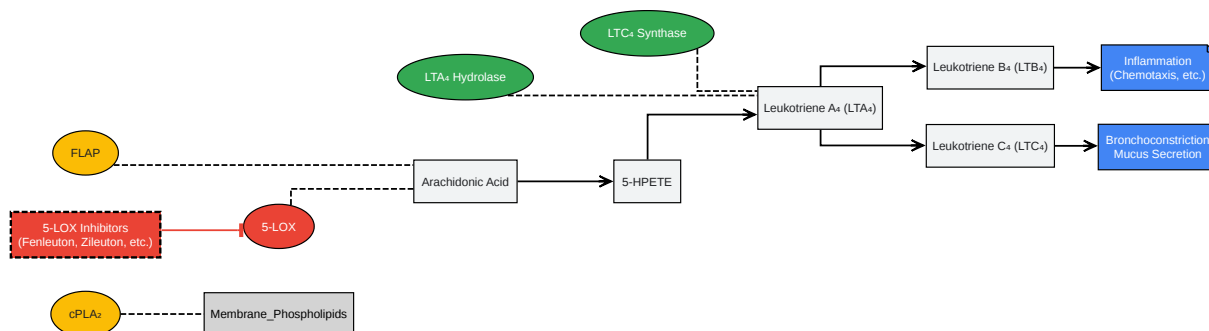 LTC₄ Synthase
LTA₄ Hydrolase
Leukotriene B₄ (LTB₄)
Inflammation
(Chemotaxis, etc.)
Leukotriene A₄ (LTA₄)
Leukotriene C₄ (LTC₄)
Bronchoconstriction
Mucus Secretion
FLAP
Arachidonic Acid
5-HPETE
5-LOX Inhibitors
(Fenleuton, Zileuton, etc.)
5-LOX
cPLA₂
Membrane_Phospholipids